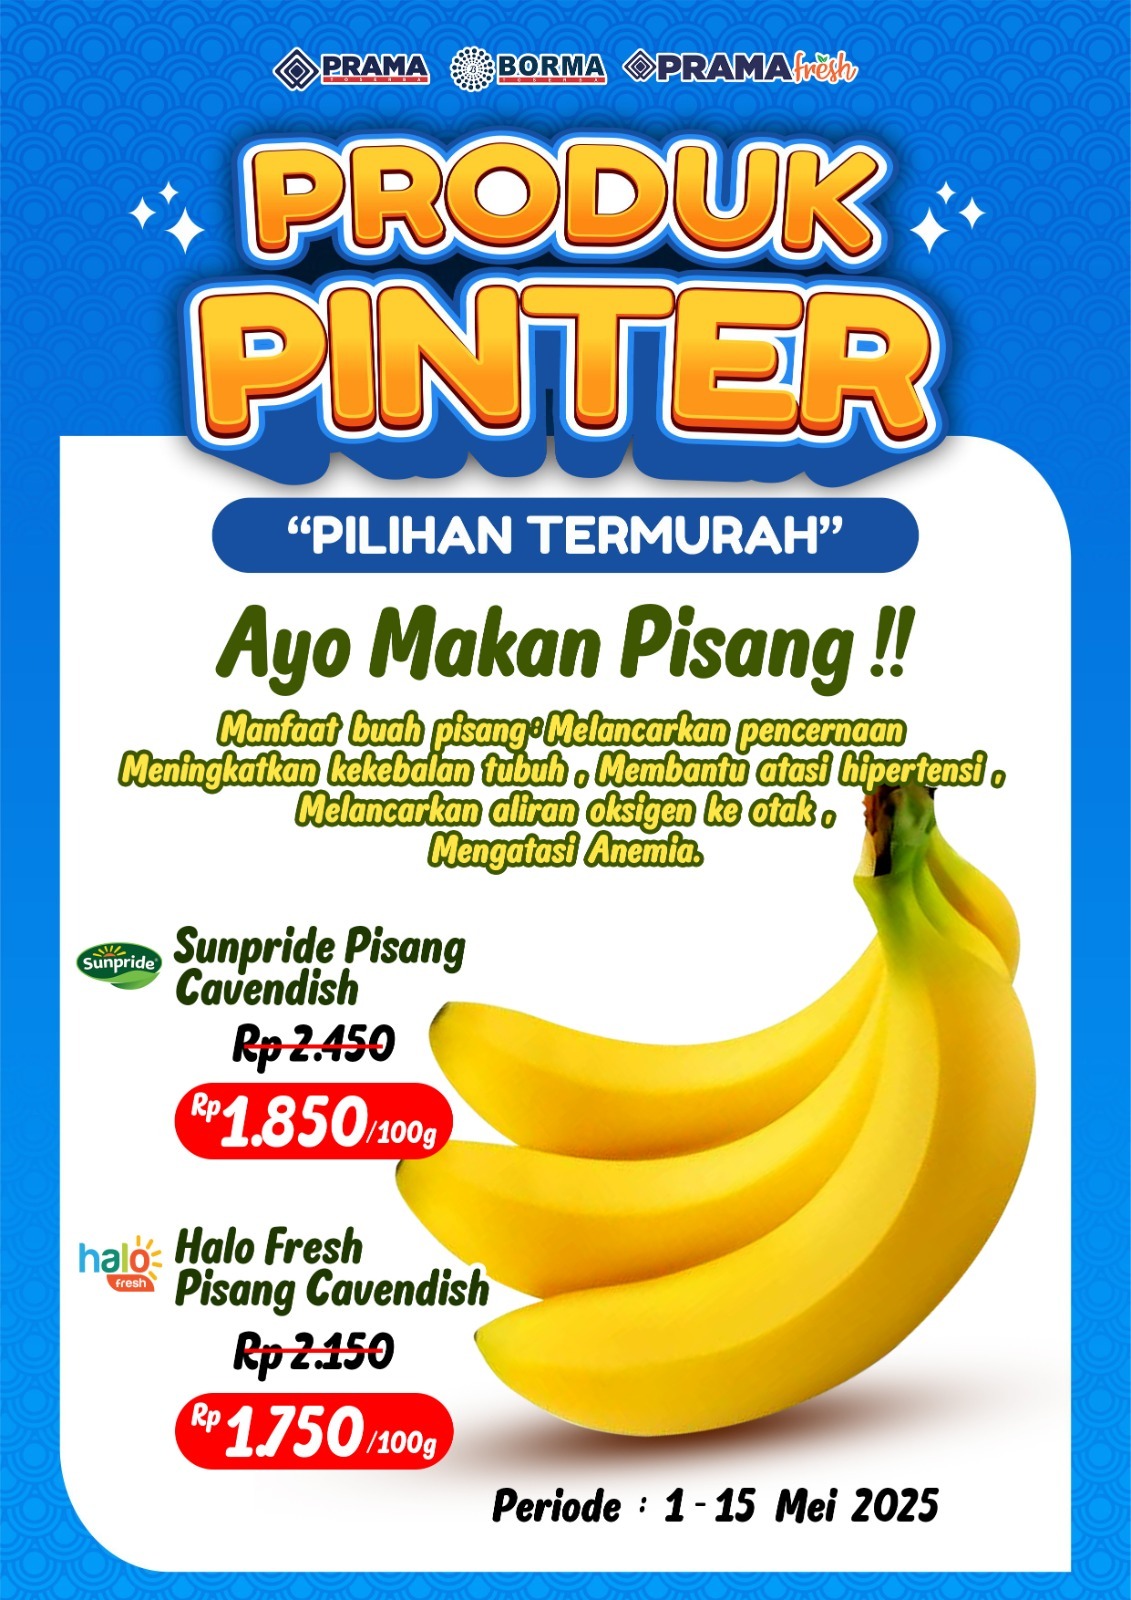 PRAMA TOSERBA BORMA TOSERBA PRAMA fresh
PRODUK
PINTER
“PILIHAN TERMURAH”
Ayo Makan Pisang !!
Manfaat buah pisang : Melancarkan pencernaan
Meningkatkan kekebalan tubuh , Membantu atasi hipertensi ,
Melancarkan aliran oksigen ke otak ,
Mengatasi Anemia.
Sunpride
Sunpride Pisang
Cavendish
Rp 2.450
Rp 1.850 /100g
halo
fresh
Halo Fresh
Pisang Cavendish
Rp 2.150
Rp 1.750 /100g
Periode : 1 - 15 Mei 2025